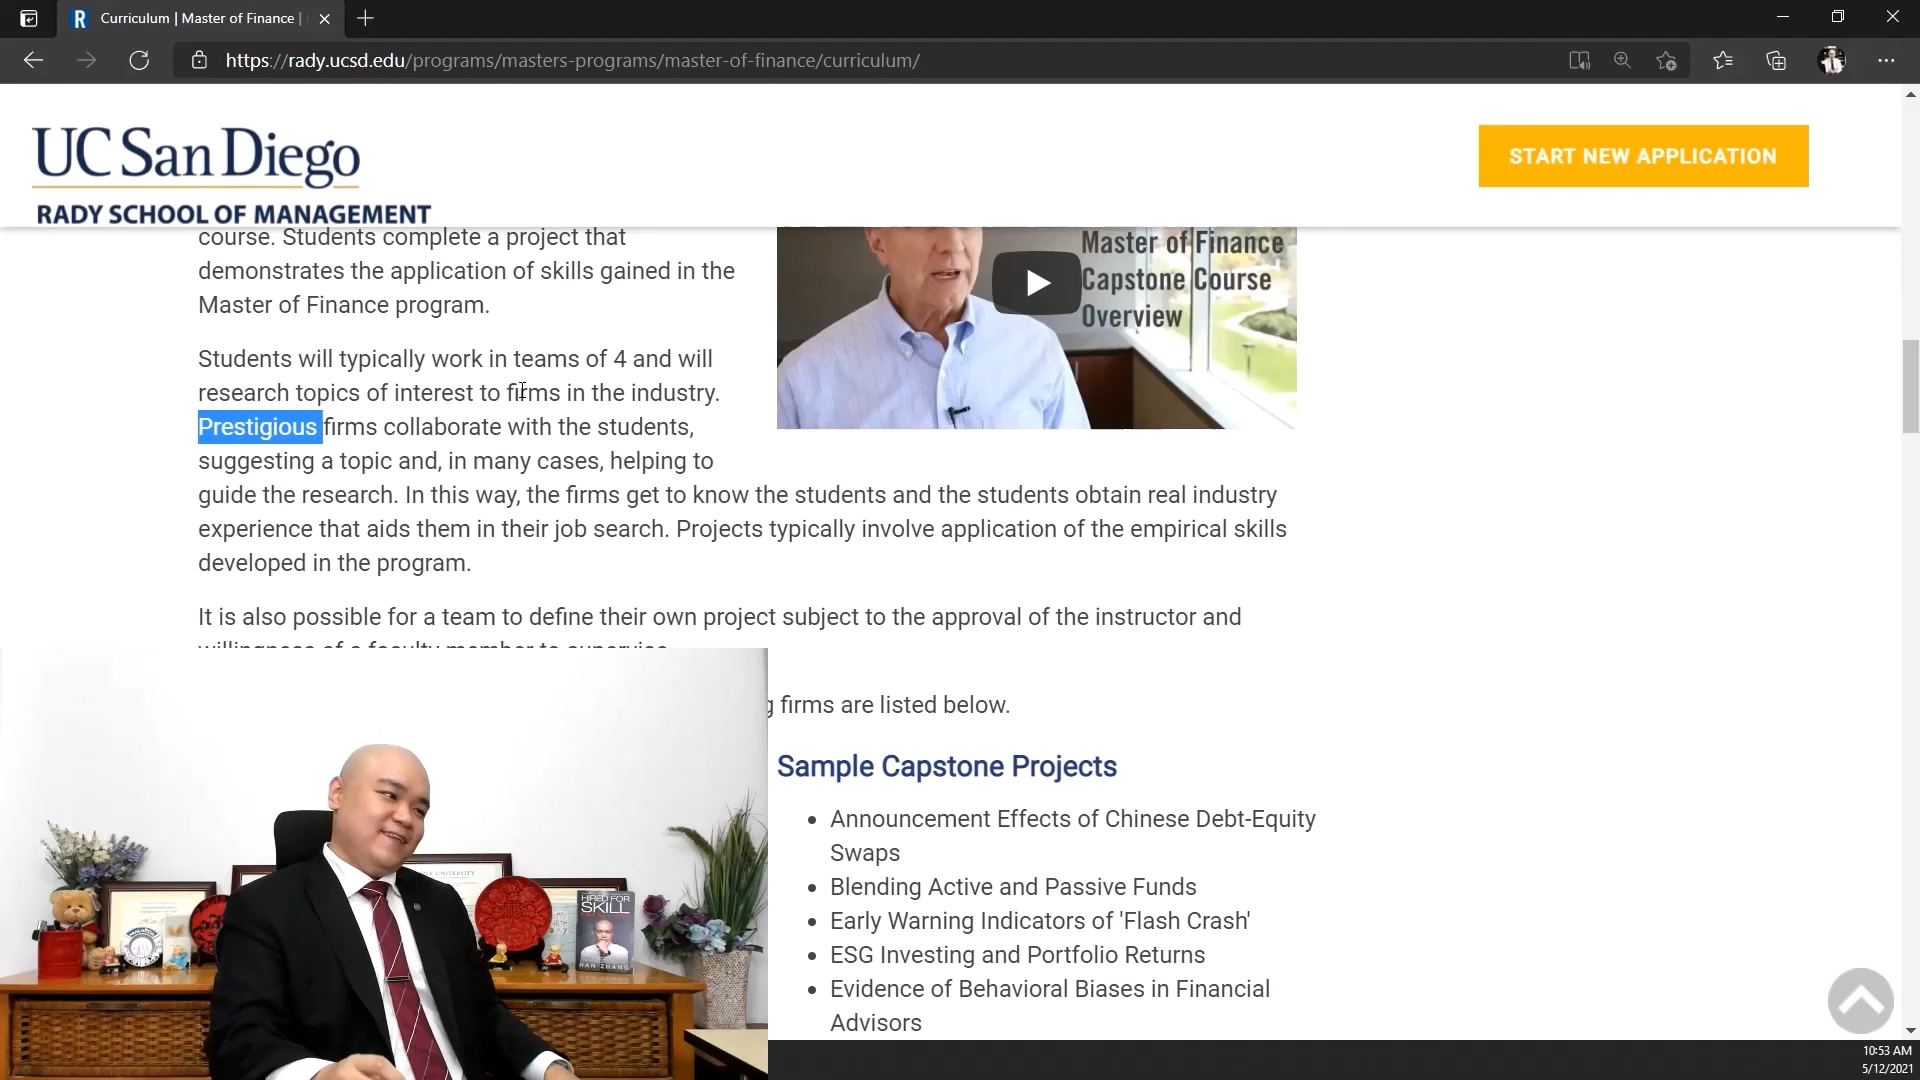 Curriculum | Master of Finance |
https://rady.ucsd.edu/programs/masters-programs/master-of-finance/curriculum/
UC San Diego
RADY SCHOOL OF MANAGEMENT
START NEW APPLICATION
course. Students complete a project that
demonstrates the application of skills gained in the
Master of Finance program.
Master of Finance
Capstone Course
Overview
Students will typically work in teams of 4 and will
research topics of interest to firms in the industry.
Prestigious firms collaborate with the students,
suggesting a topic and, in many cases, helping to
guide the research. In this way, the firms get to know the students and the students obtain real industry
experience that aids them in their job search. Projects typically involve application of the empirical skills
developed in the program.
It is also possible for a team to define their own project subject to the approval of the instructor and
willingness of a faculty member to supervise
firms are listed below.
Sample Capstone Projects
Announcement Effects of Chinese Debt-Equity
Swaps
Blending Active and Passive Funds
Early Warning Indicators of 'Flash Crash'
ESG Investing and Portfolio Returns
Evidence of Behavioral Biases in Financial
Advisors
UNIVERSITY
HIRED FOR
SKILL
HAN ZHANG
10:53 AM
5/12/2021